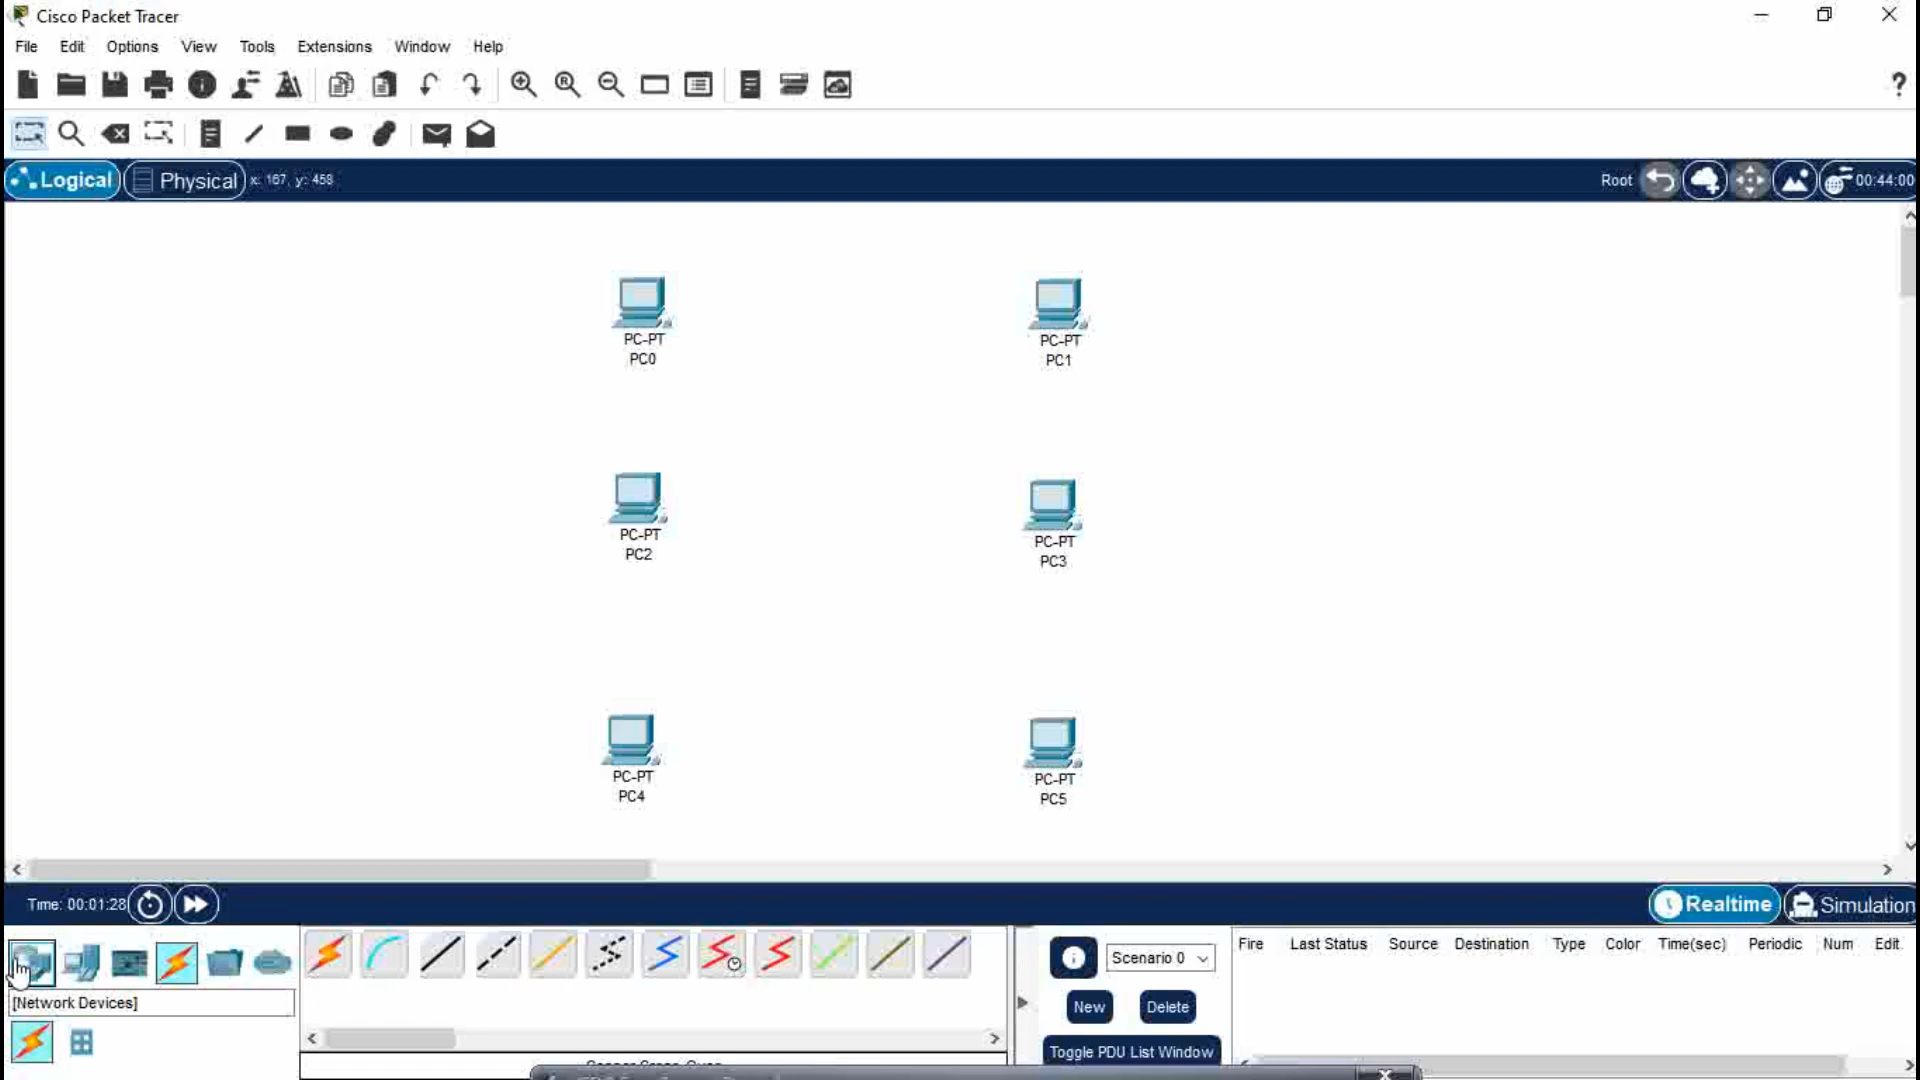 Cisco Packet Tracer
File Edit Options View Tools Extensions Window Help
Logical Physical x: 167, y: 458 Root 00:44:00
PC-PT
PC0
PC-PT
PC1
PC-PT
PC2
PC-PT
PC3
PC-PT
PC4
PC-PT
PC5
Time: 00:01:28 Realtime Simulation
[Network Devices]
Scenario 0
New Delete
Toggle PDU List Window
Fire Last Status Source Destination Type Color Time(sec) Periodic Num Edit